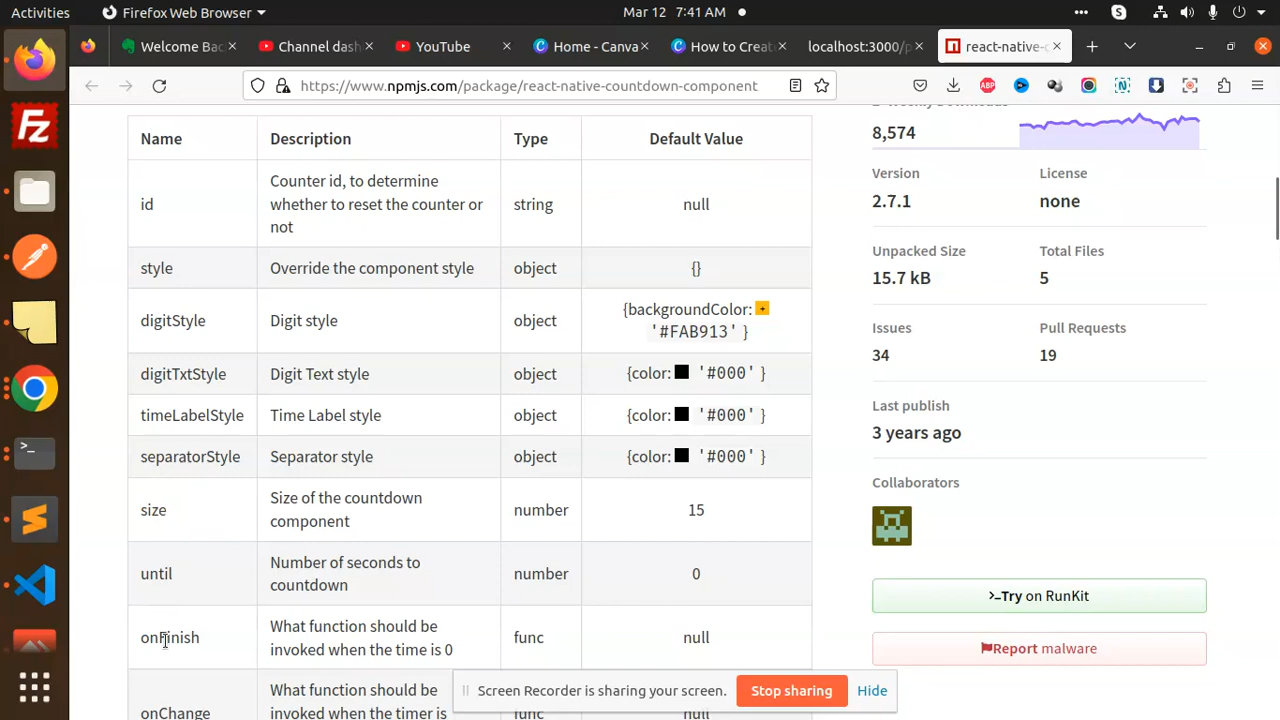 Activities
Firefox Web Browser
Mar 12 7:41 AM
Welcome Bac
Channel dash
YouTube
Home - Canva
How to Creat
localhost:3000/p
react-native-c
https://www.npmjs.com/package/react-native-countdown-component
Name Description Type Default Value
id
Counter id, to determine
whether to reset the counter or
not
string
null
style Override the component style object {}
digitStyle Digit style object
{backgroundColor:
'#FAB913' }
digitTxtStyle Digit Text style object {color: '#000' }
timeLabelStyle Time Label style object {color: '#000' }
separatorStyle Separator style object {color: '#000' }
size
Size of the countdown
component
number
15
until
Number of seconds to
countdown
number
0
onFinish
What function should be
invoked when the time is 0
func
null
onChange
What function should be
invoked when the timer is
func
null
8,574
Version
2.7.1
License
none
Unpacked Size
15.7 kB
Total Files
5
Issues
34
Pull Requests
19
Last publish
3 years ago
Collaborators
Try on RunKit
Report malware
Screen Recorder is sharing your screen.
Stop sharing
Hide